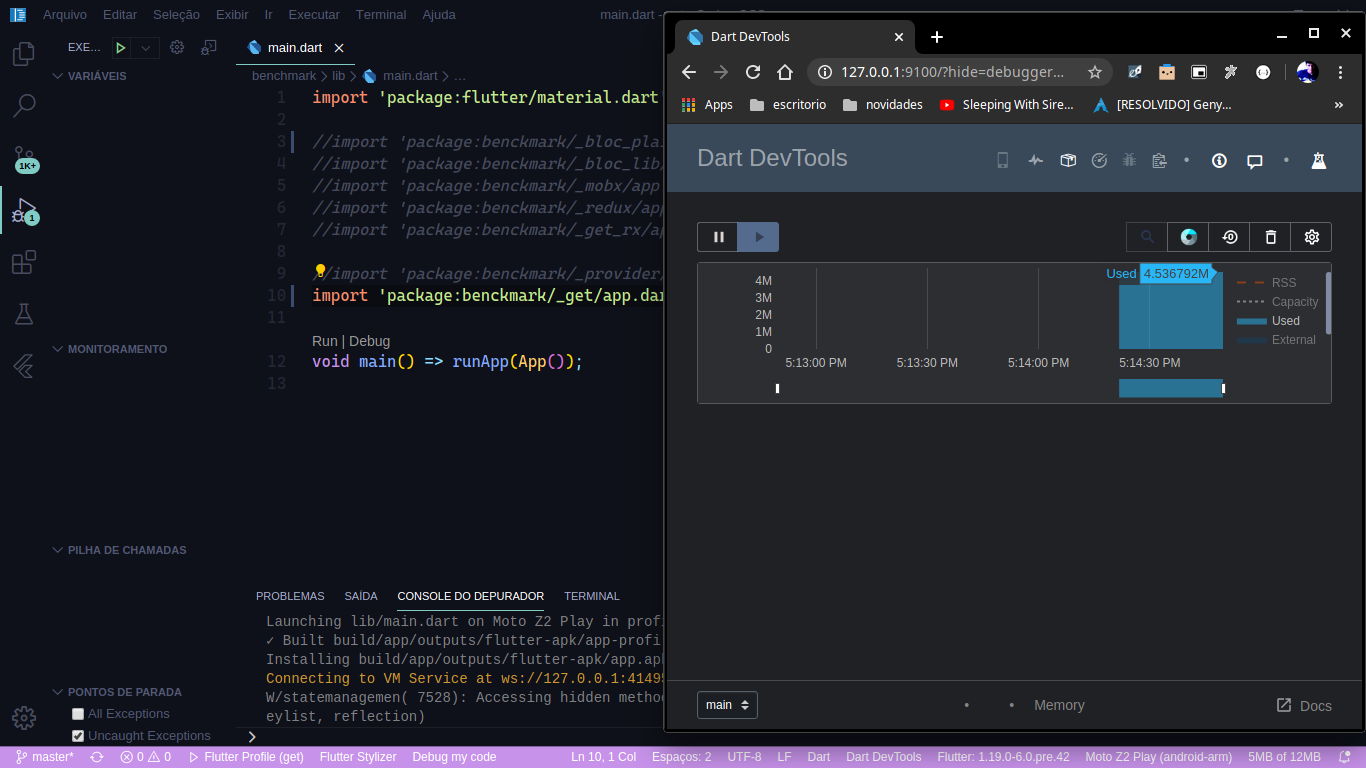 Arquivo Editar Seleção Exibir Ir Executar Terminal Ajuda main.dart -
EXE...
main.dart
VARIÁVEIS
1K+
1
benchmark lib main.dart ...
1 import 'package:flutter/material.dart'
2
3 //import 'package:benckmark/_bloc_plai
4 //import 'package:benckmark/_bloc_lib/
5 //import 'package:benckmark/_mobx/app
6 //import 'package:benckmark/_redux/app
7 //import 'package:benckmark/_get_rx/ap
8
9 //import 'package:benckmark/_provider/
10 import 'package:benckmark/_get/app.dar
11
Run | Debug
12 void main() => runApp(App());
13
MONITORAMENTO
PILHA DE CHAMADAS
PONTOS DE PARADA
All Exceptions
Uncaught Exceptions
PROBLEMAS SAÍDA CONSOLE DO DEPURADOR TERMINAL
Launching lib/main.dart on Moto Z2 Play in profi
✓ Built build/app/outputs/flutter-apk/app-profi
Installing build/app/outputs/flutter-apk/app.apk
Connecting to VM Service at ws://127.0.0.1:41495
W/statemanagemen( 7528): Accessing hidden metho
eylist, reflection)
Dart DevTools
127.0.0.1:9100/?hide=debugger...
Apps escritorio novidades Sleeping With Sire... [RESOLVIDO] Geny... »
Dart DevTools
Used 4.536792M
4M
3M
2M
1M
0
5:13:00 PM 5:13:30 PM 5:14:00 PM 5:14:30 PM
RSS
Capacity
Used
External
main
• • Memory
Docs
master* 0 0 Flutter Profile (get) Flutter Stylizer Debug my code Ln 10, 1 Col Espaços: 2 UTF-8 LF Dart Dart DevTools Flutter: 1.19.0-6.0.pre.42 Moto Z2 Play (android-arm) 5MB of 12MB